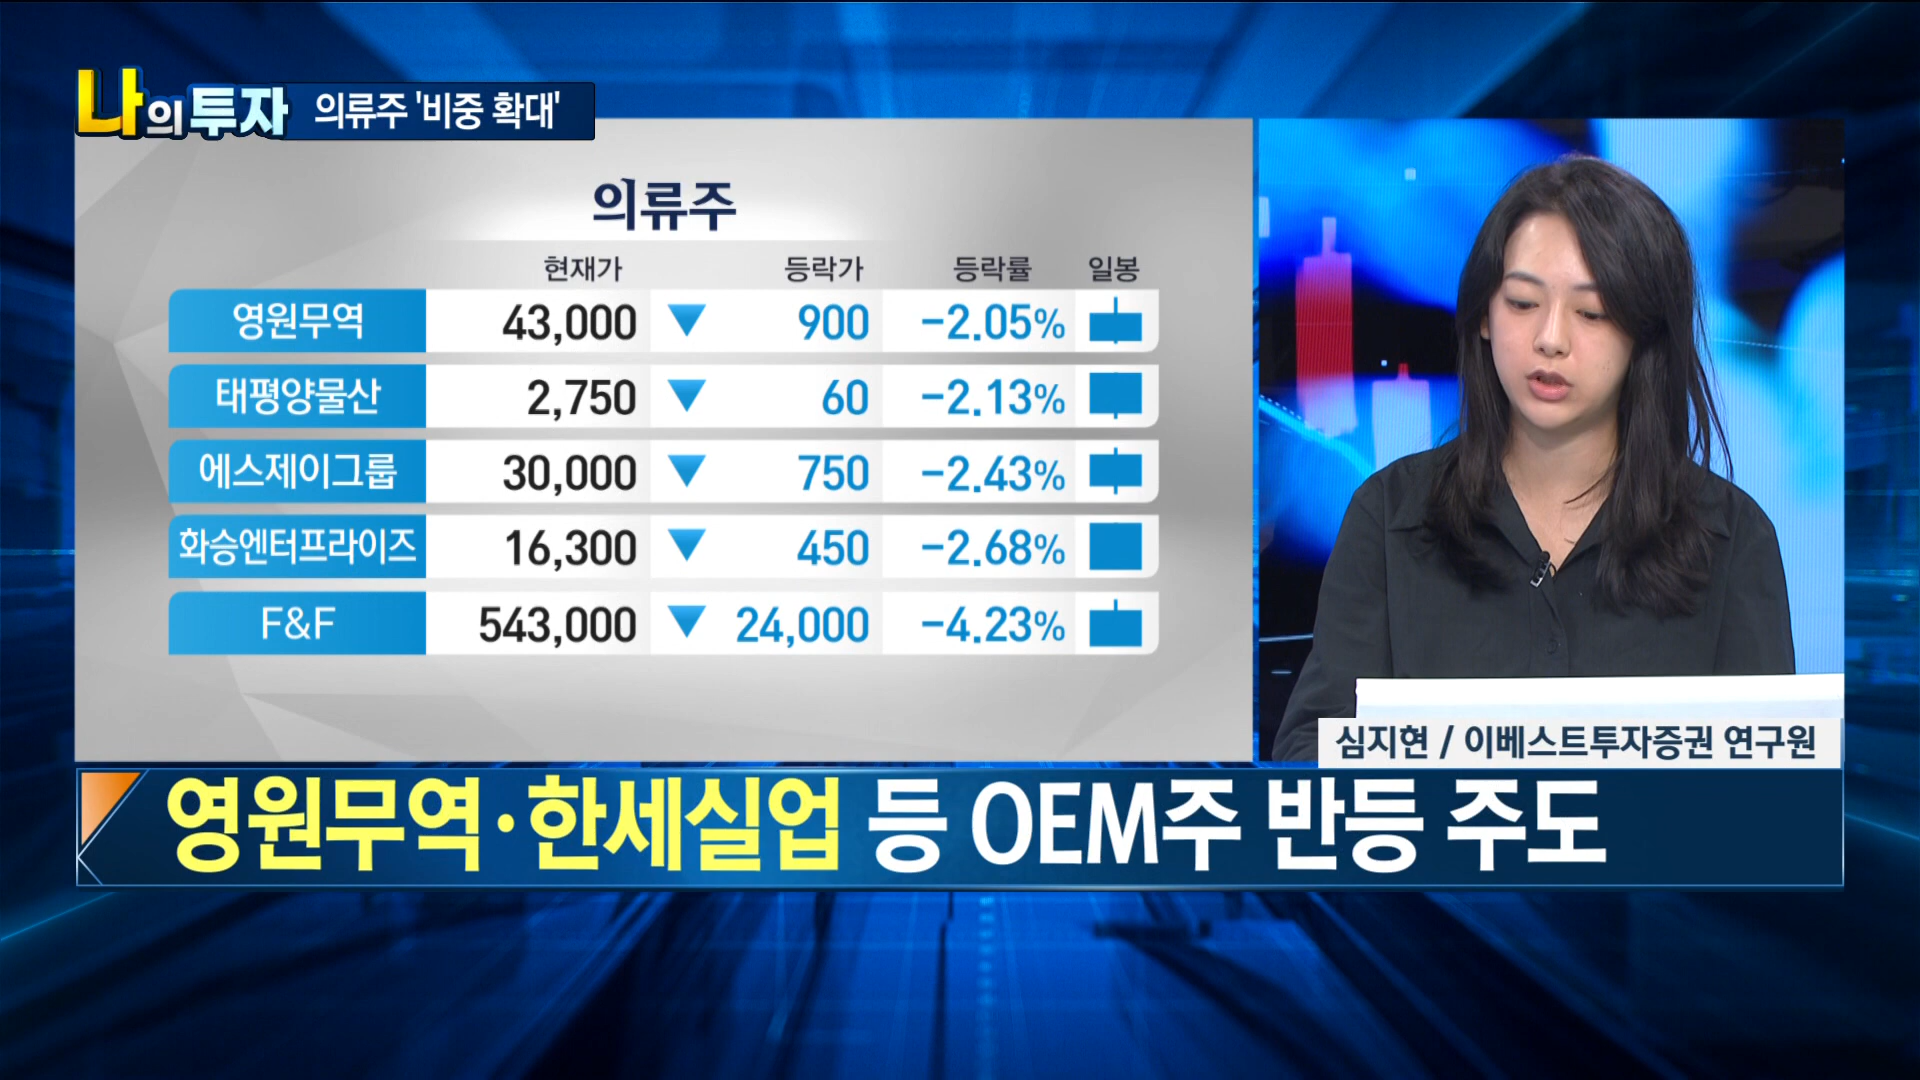 나의투자 의류주 '비중 확대'
의류주
현재가 등락가 등락률 일봉
영원무역 43,000 ▼ 900 -2.05%
태평양물산 2,750 ▼ 60 -2.13%
에스제이그룹 30,000 ▼ 750 -2.43%
화승엔터프라이즈 16,300 ▼ 450 -2.68%
F&F 543,000 ▼ 24,000 -4.23%
심지현 / 이베스트투자증권 연구원
영원무역·한세실업 등 OEM주 반등 주도